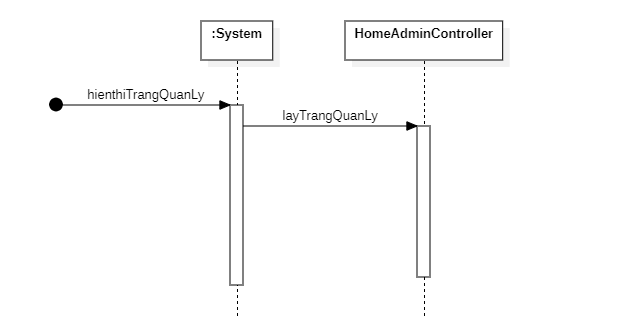 :System
HomeAdminController
hienthiTrangQuanLy
layTrangQuanLy